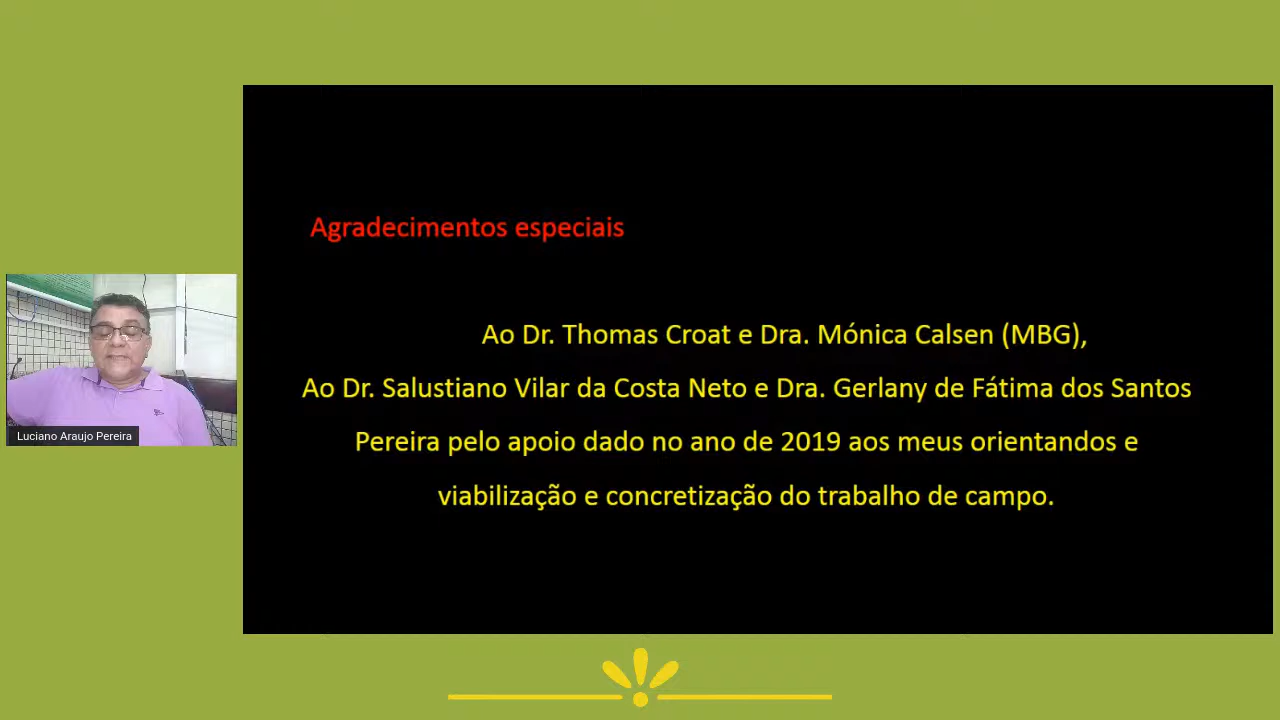 Agradecimentos especiais
Ao Dr. Thomas Croat e Dra. Mónica Calsen (MBG),
Ao Dr. Salustiano Vilar da Costa Neto e Dra. Gerlany de Fátima dos Santos
Pereira pelo apoio dado no ano de 2019 aos meus orientandos e
viabilização e concretização do trabalho de campo.
Luciano Araujo Pereira